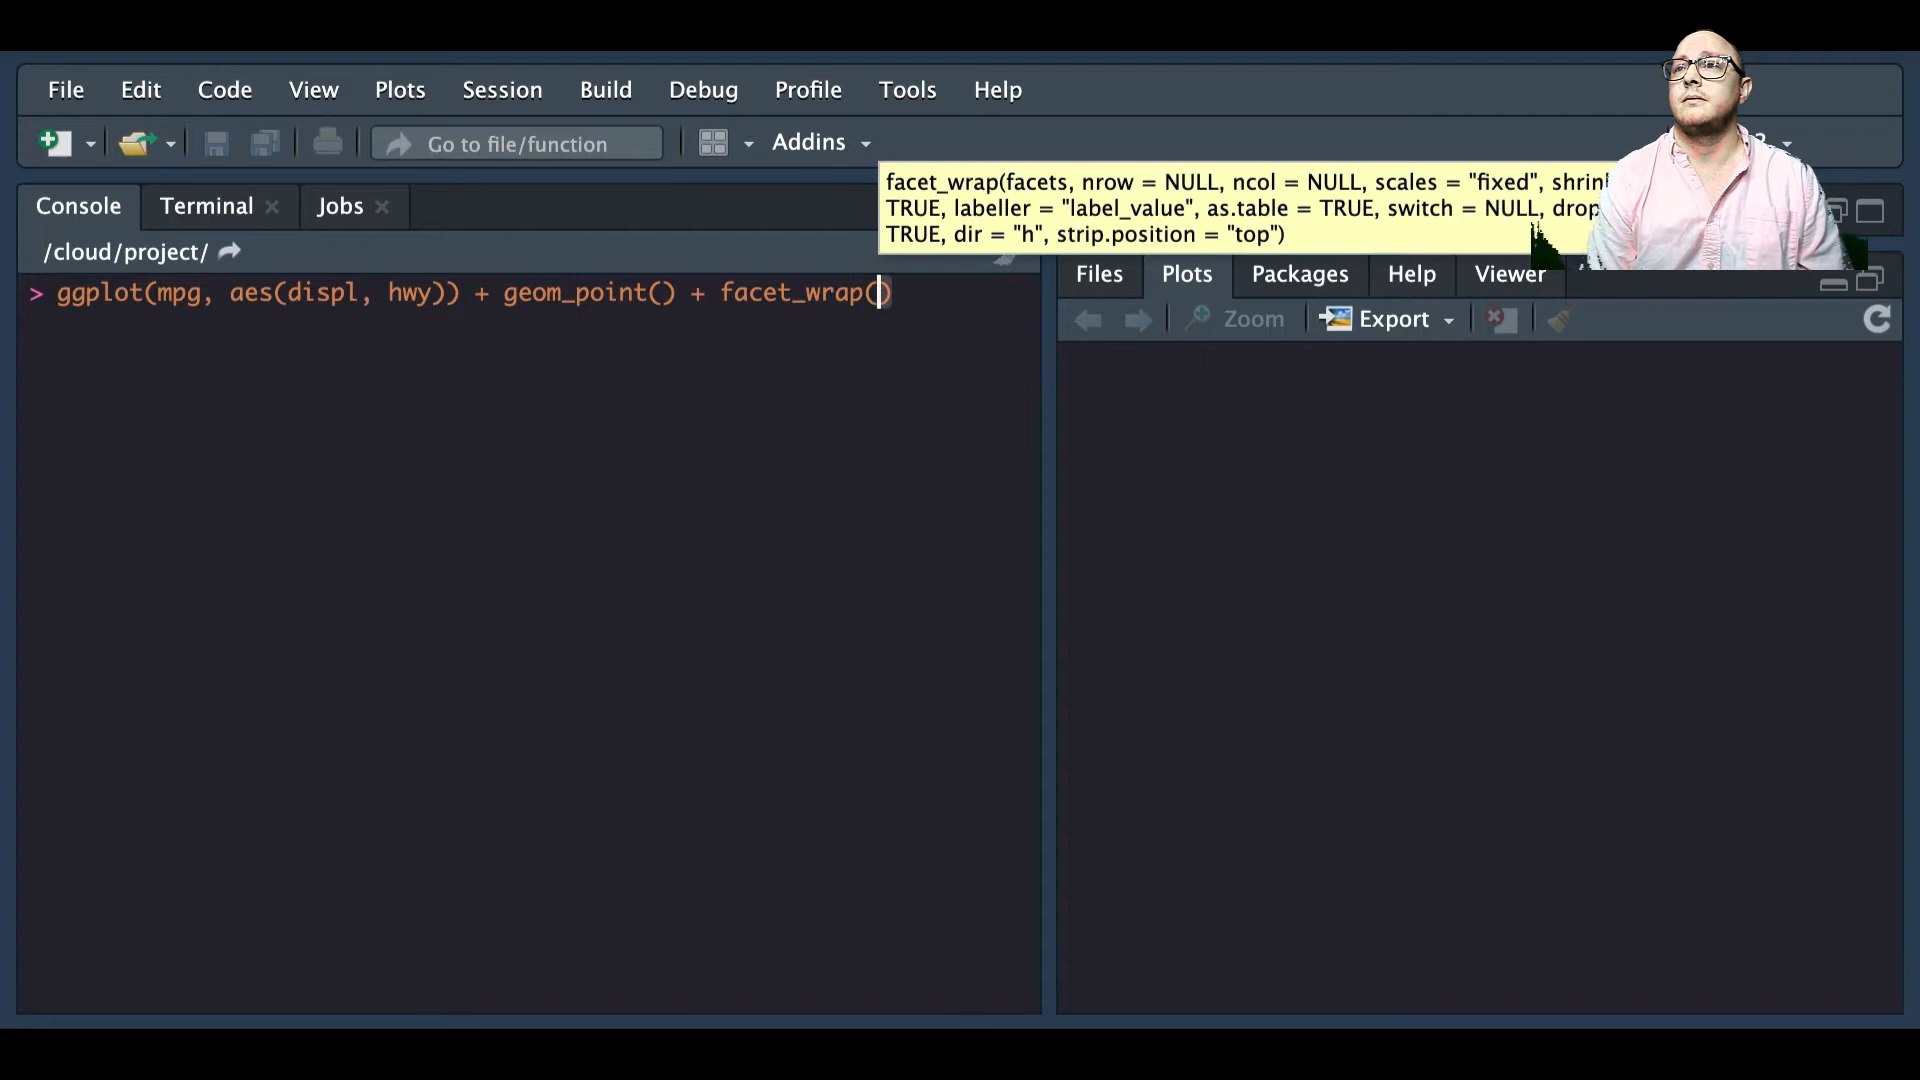 File Edit Code View Plots Session Build Debug Profile Tools Help
Go to file/function Addins
facet_wrap(facets, nrow = NULL, ncol = NULL, scales = "fixed",
TRUE, labeller = "label_value", as.table = TRUE, switch = NULL, drop
TRUE, dir = "h", strip.position = "top")
Console Terminal Jobs
/cloud/project/
Files Plots Packages Help Viewer
> ggplot(mpg, aes(displ, hwy)) + geom_point() + facet_wrap()
Zoom Export